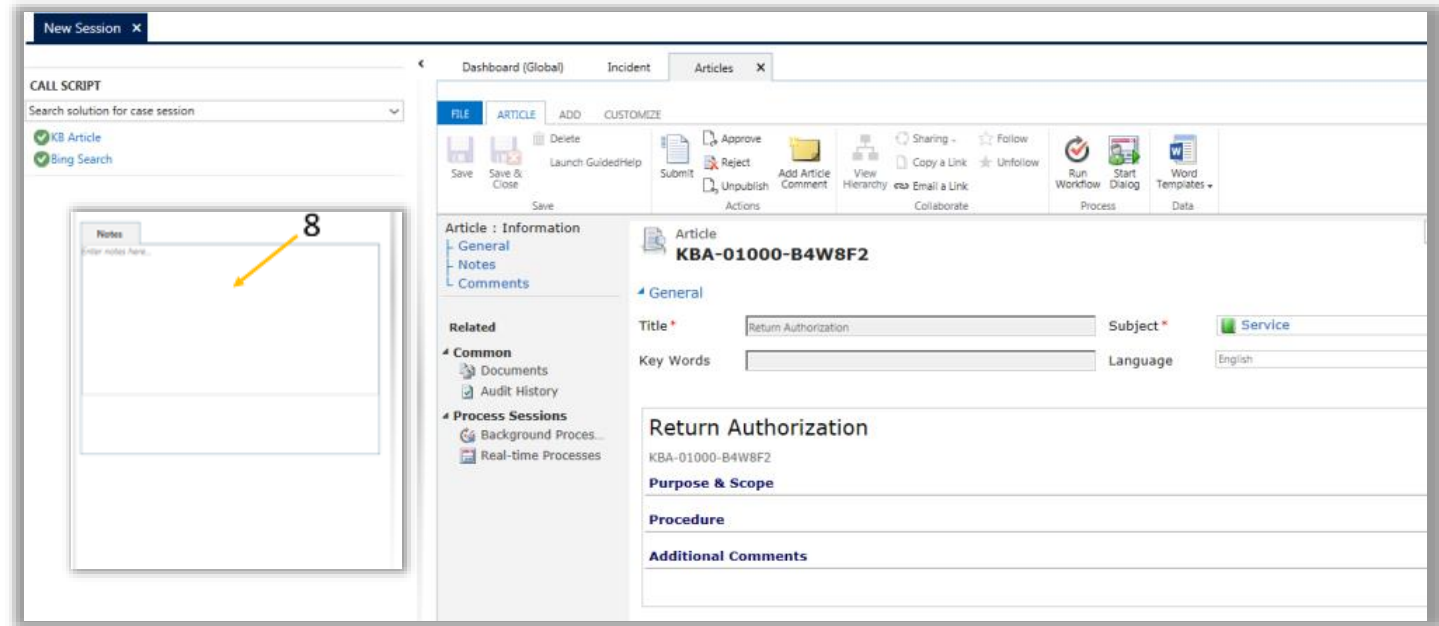 New Session ×
CALL SCRIPT
Search solution for case session
KB Article
Bing Search
8
Notes
Enter notes here...
Dashboard (Global) Incident Articles ×
FILE ARTICLE ADD CUSTOMIZE
Save
Save & Close
Delete
Launch GuidedHelp
Save
Submit
Approve
Reject
Unpublish
Add Article Comment
Actions
View Hierarchy
Sharing
Copy a Link
Email a Link
Follow
Unfollow
Collaborate
Run Workflow
Start Dialog
Process
Word Templates
Data
Article : Information
General
Notes
Comments
Related
Common
Documents
Audit History
Process Sessions
Background Proces...
Real-time Processes
Article
KBA-01000-B4W8F2
General
Title * Return Authorization Subject * Service
Key Words Language English
Return Authorization
KBA-01000-B4W8F2
Purpose & Scope
Procedure
Additional Comments